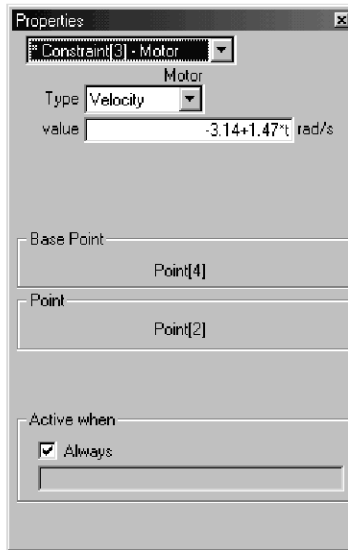 Properties
* Constraint[3] - Motor
Motor
Type Velocity
value -3.14+1.47*t rad/s
Base Point
Point[4]
Point
Point[2]
Active when
Always